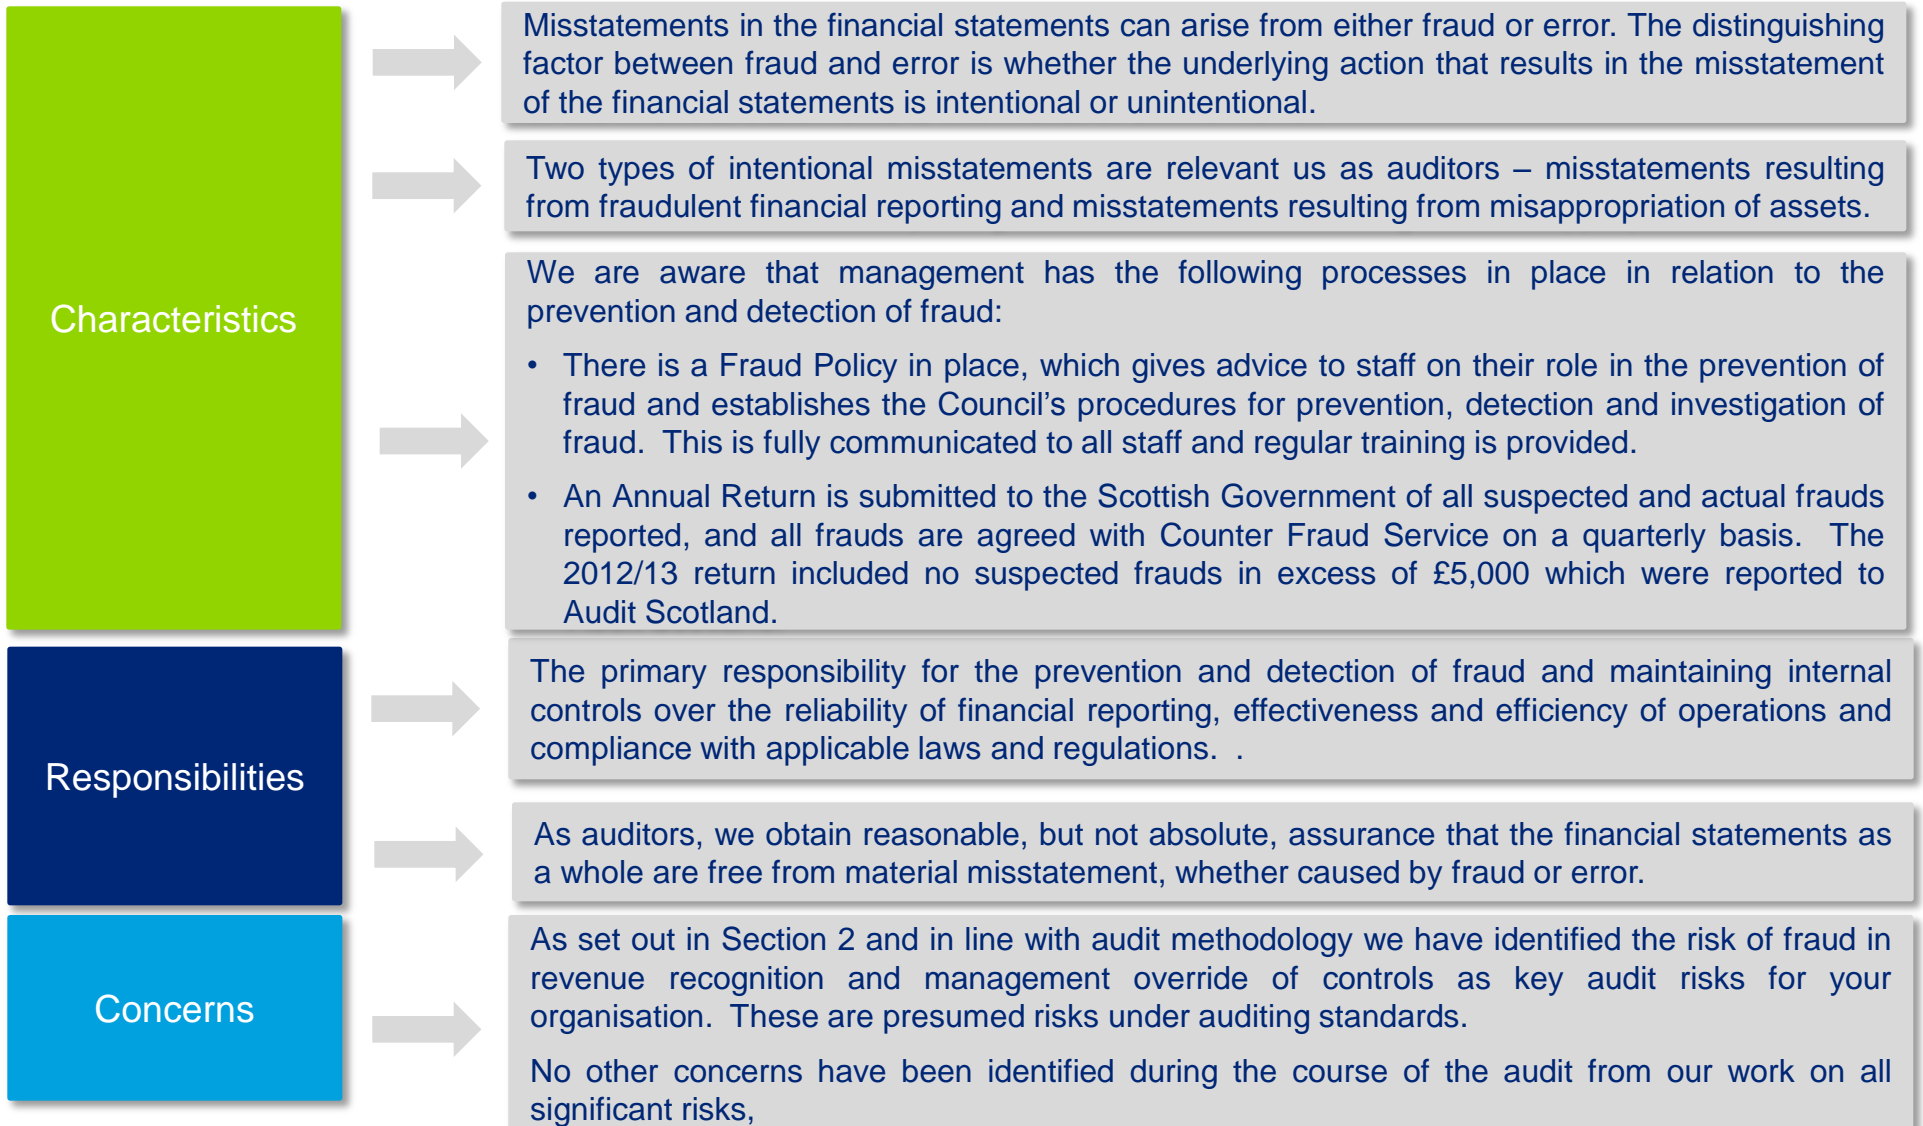 Characteristics
Misstatements in the financial statements can arise from either fraud or error. The distinguishing
factor between fraud and error is whether the underlying action that results in the misstatement
of the financial statements is intentional or unintentional.
Two types of intentional misstatements are relevant us as auditors – misstatements resulting
from fraudulent financial reporting and misstatements resulting from misappropriation of assets.
We are aware that management has the following processes in place in relation to the
prevention and detection of fraud:
• There is a Fraud Policy in place, which gives advice to staff on their role in the prevention of
fraud and establishes the Council’s procedures for prevention, detection and investigation of
fraud. This is fully communicated to all staff and regular training is provided.
• An Annual Return is submitted to the Scottish Government of all suspected and actual frauds
reported, and all frauds are agreed with Counter Fraud Service on a quarterly basis. The
2012/13 return included no suspected frauds in excess of £5,000 which were reported to
Audit Scotland.
Responsibilities
The primary responsibility for the prevention and detection of fraud and maintaining internal
controls over the reliability of financial reporting, effectiveness and efficiency of operations and
compliance with applicable laws and regulations. .
As auditors, we obtain reasonable, but not absolute, assurance that the financial statements as
a whole are free from material misstatement, whether caused by fraud or error.
Concerns
As set out in Section 2 and in line with audit methodology we have identified the risk of fraud in
revenue recognition and management override of controls as key audit risks for your
organisation. These are presumed risks under auditing standards.
No other concerns have been identified during the course of the audit from our work on all
significant risks,